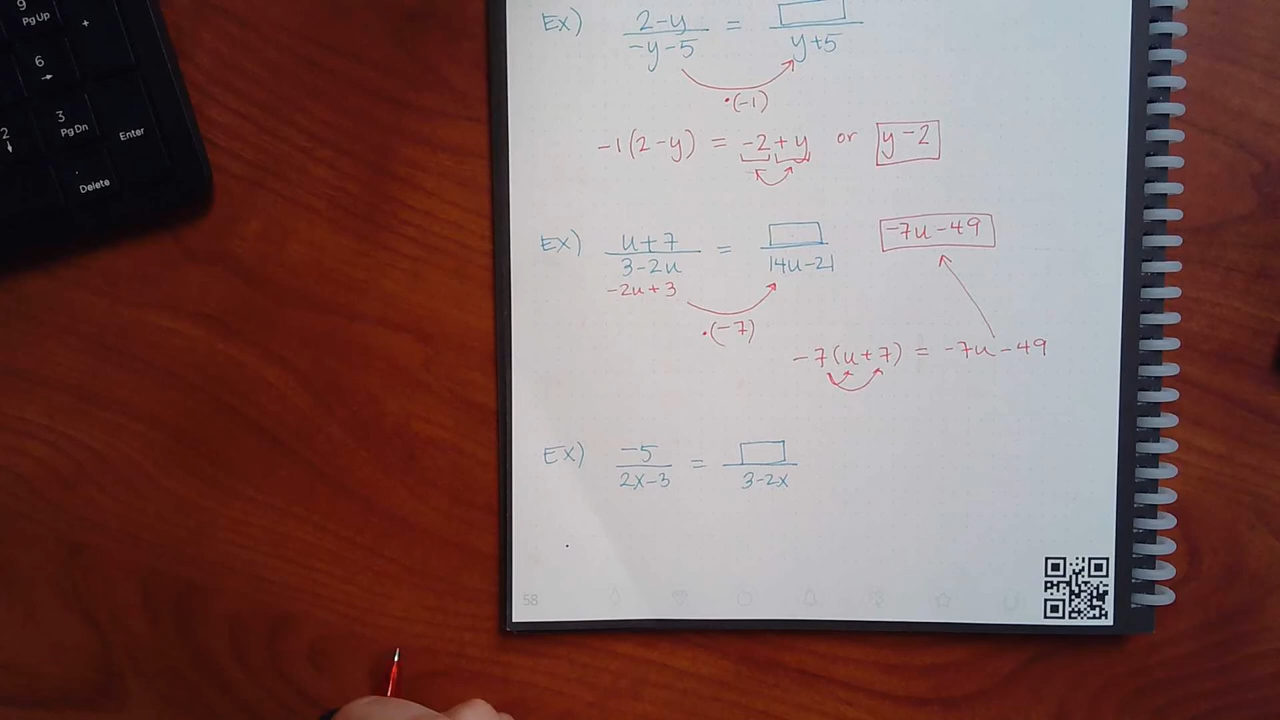 9
PgUp
+
6
→
3
PgDn
2
↓
Enter
Delete
EX) 2-y / -y-5 = □ / y+5
·(-1)
-1(2-y) = -2+y or y-2
EX) u+7 / 3-2u = □ / 14u-21
-7u-49
-2u+3
·(-7)
-7(u+7) = -7u-49
EX) -5 / 2x-3 = □ / 3-2x
58